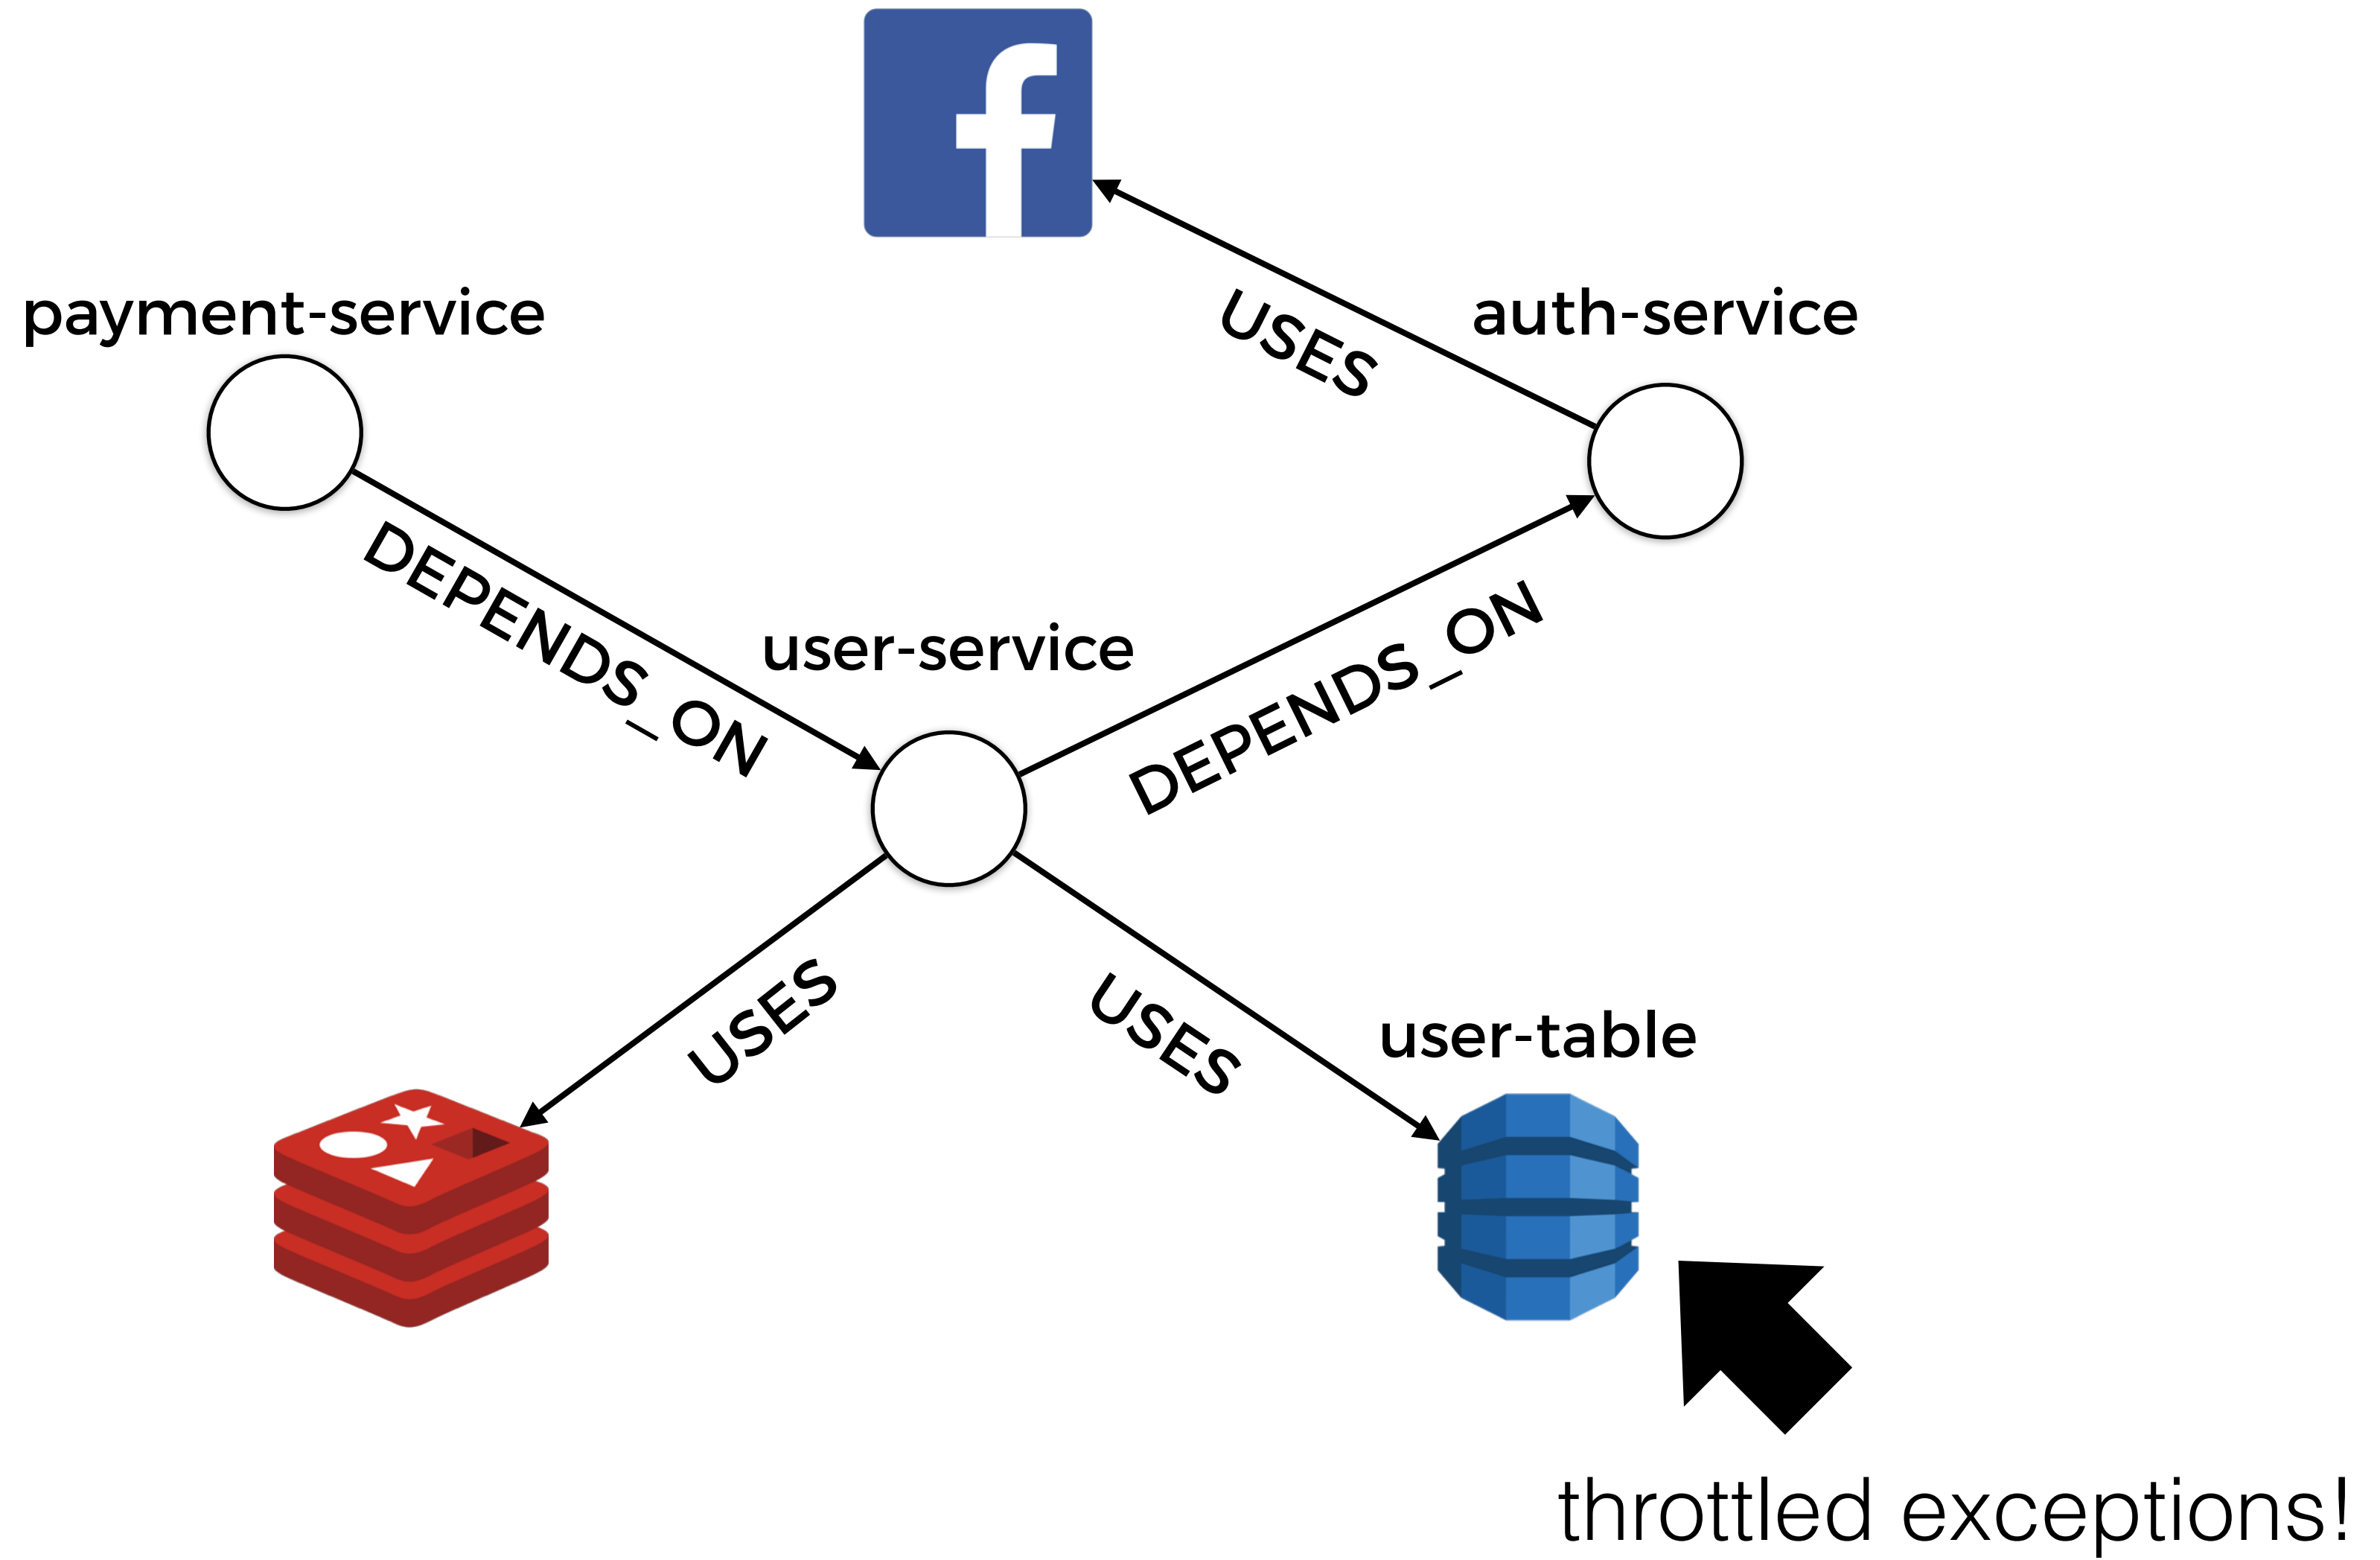 payment-service
auth-service
USES
DEPENDS_ON
user-service
DEPENDS_ON
USES
USES
user-table
throttled exceptions!